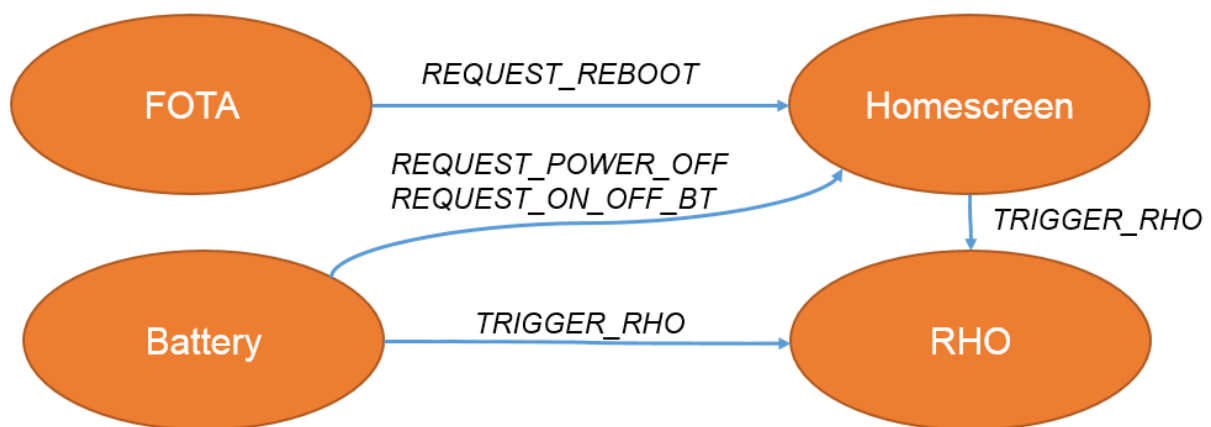 FOTA
REQUEST_REBOOT
Homescreen
REQUEST_POWER_OFF
REQUEST_ON_OFF_BT
TRIGGER_RHO
Battery
TRIGGER_RHO
RHO